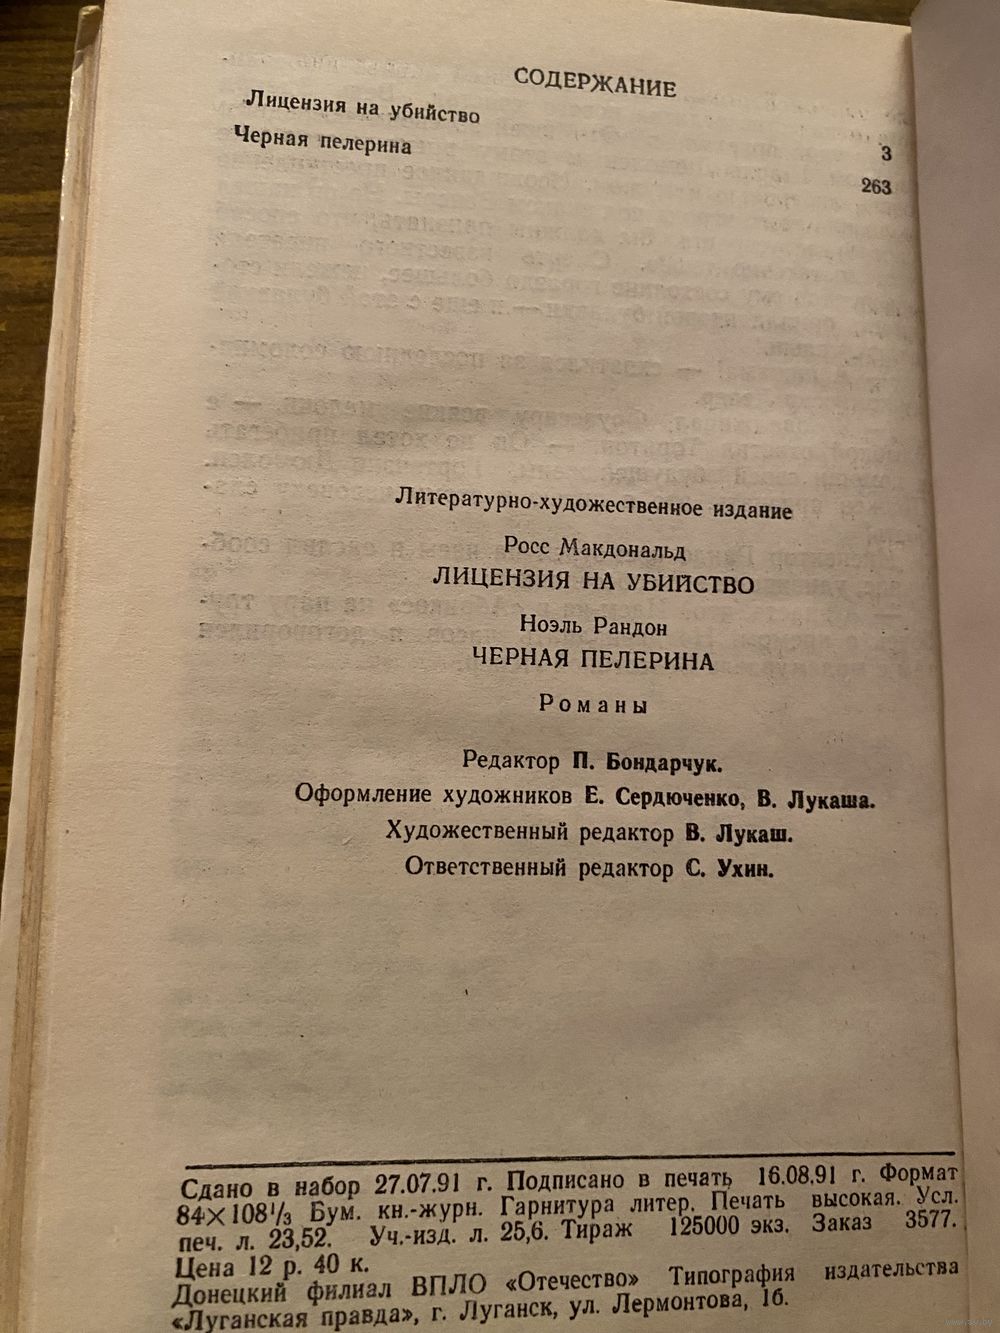 СОДЕРЖАНИЕ
Лицензия на убийство 3
Черная пелерина 263
Литературно-художественное издание
Росс Макдональд
ЛИЦЕНЗИЯ НА УБИЙСТВО
Ноэль Рандон
ЧЕРНАЯ ПЕЛЕРИНА
Романы
Редактор П. Бондарчук.
Оформление художников Е. Сердюченко, В. Лукаша.
Художественный редактор В. Лукаш.
Ответственный редактор С. Ухин.
Сдано в набор 27.07.91 г. Подписано в печать 16.08.91 г. Формат
84×108⅓ Бум. кн.-журн. Гарнитура литер. Печать высокая. Усл.
печ. л. 23,52. Уч.-изд. л. 25,6. Тираж 125000 экз. Заказ 3577.
Цена 12 р. 40 к.
Донецкий филиал ВПЛО «Отечество» Типография издательства
«Луганская правда», г. Луганск, ул. Лермонтова, 1б.